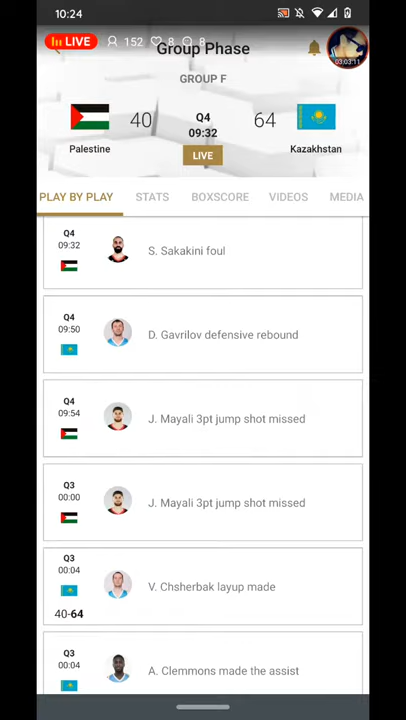 10:24
LIVE 152 8 8
Group Phase
03:03:11
GROUP F
40 Q4 64
09:32
Palestine Kazakhstan
LIVE
PLAY BY PLAY STATS BOXSCORE VIDEOS MEDIA
Q4
09:32
S. Sakakini foul
Q4
09:50
D. Gavrilov defensive rebound
Q4
09:54
J. Mayali 3pt jump shot missed
Q3
00:00
J. Mayali 3pt jump shot missed
Q3
00:04
V. Chsherbak layup made
40-64
Q3
00:04
A. Clemmons made the assist